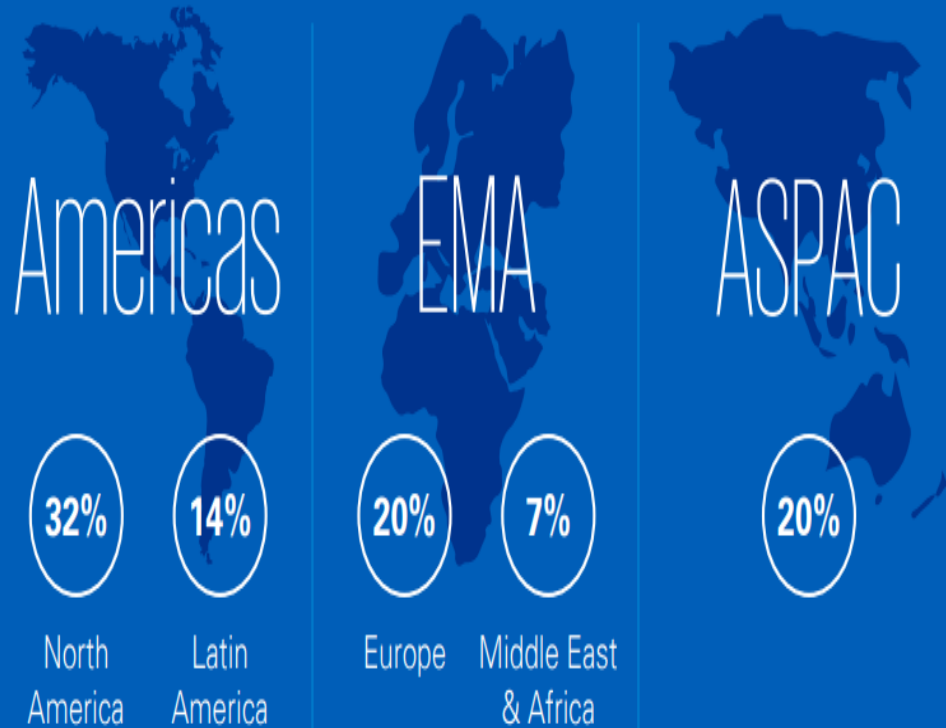 Americas
EMA
ASPAC
32%
14%
20%
7%
20%
North
America
Latin
America
Europe
Middle East
& Africa